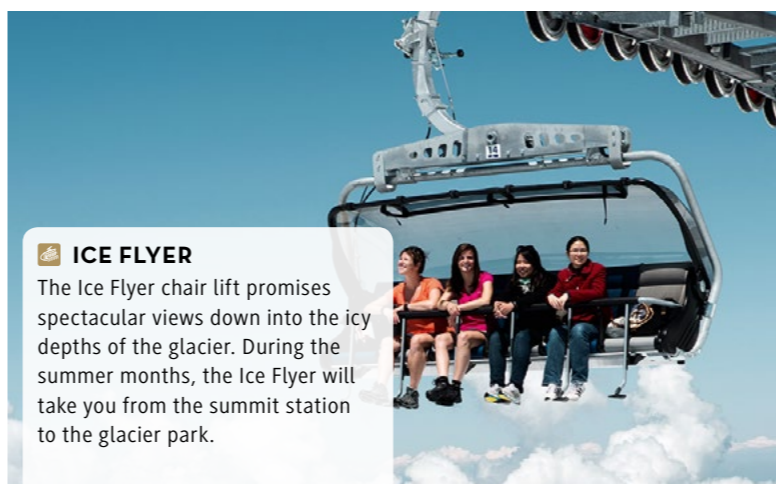 14
ICE FLYER
The Ice Flyer chair lift promises
spectacular views down into the icy
depths of the glacier. During the
summer months, the Ice Flyer will
take you from the summit station
to the glacier park.